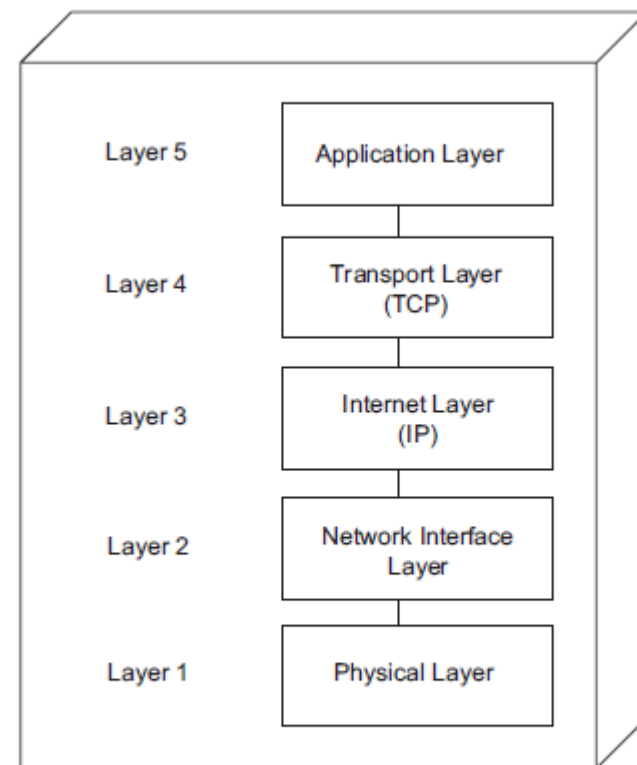 Layer 5
Application Layer
Layer 4
Transport Layer
(TCP)
Layer 3
Internet Layer
(IP)
Layer 2
Network Interface
Layer
Layer 1
Physical Layer